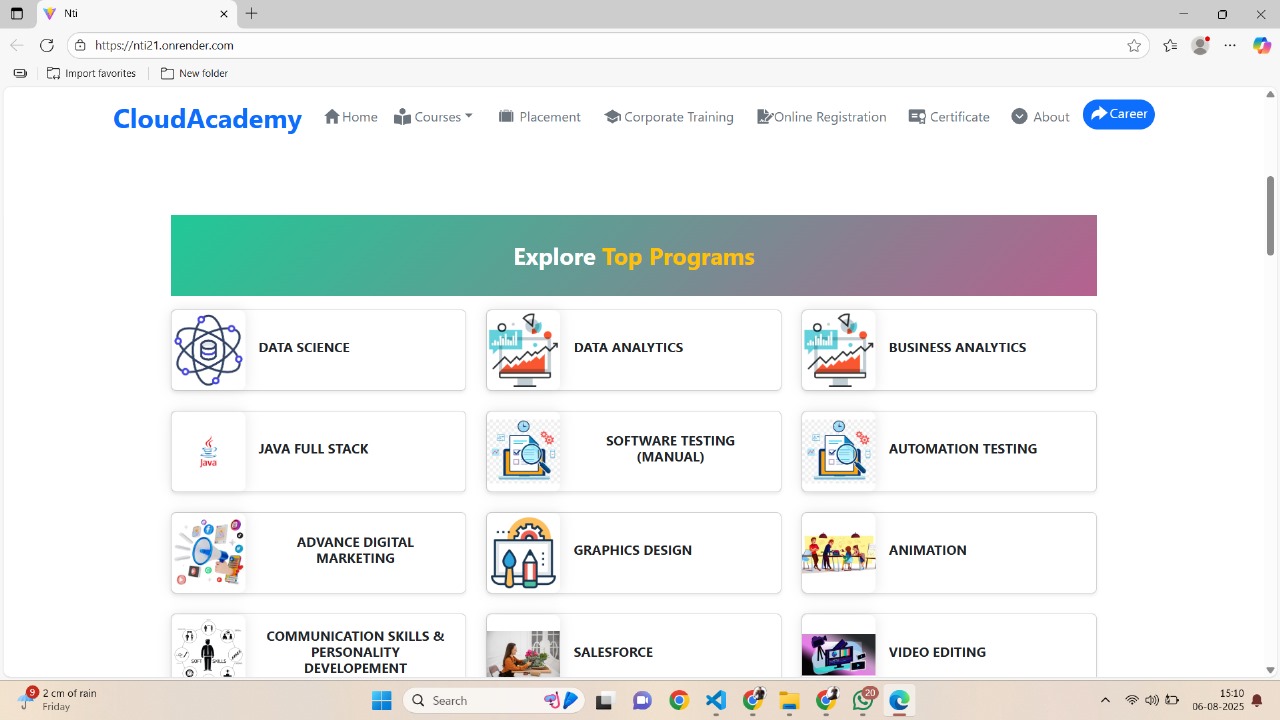 Nti
https://nti21.onrender.com
Import favorites
New folder
CloudAcademy
Home
Courses
Placement
Corporate Training
Online Registration
Certificate
About
Career
Explore Top Programs
DATA SCIENCE
DATA ANALYTICS
BUSINESS ANALYTICS
Java
JAVA FULL STACK
SOFTWARE TESTING
(MANUAL)
AUTOMATION TESTING
ADVANCE DIGITAL
MARKETING
GRAPHICS DESIGN
ANIMATION
SOFT SKILLS
COMMUNICATION SKILLS &
PERSONALITY
DEVELOPEMENT
SALESFORCE
VIDEO EDITING
9
2 cm of rain
Friday
Search
20
15:10
06-08-2025